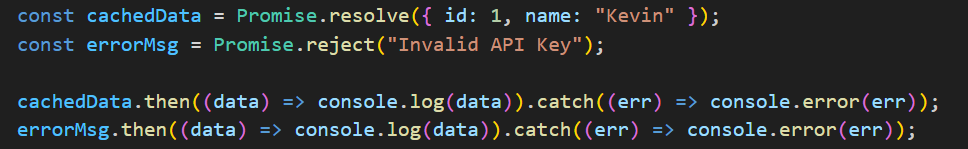 const cachedData = Promise.resolve({ id: 1, name: "Kevin" });
const errorMsg = Promise.reject("Invalid API Key");
cachedData.then((data) => console.log(data)).catch((err) => console.error(err));
errorMsg.then((data) => console.log(data)).catch((err) => console.error(err));